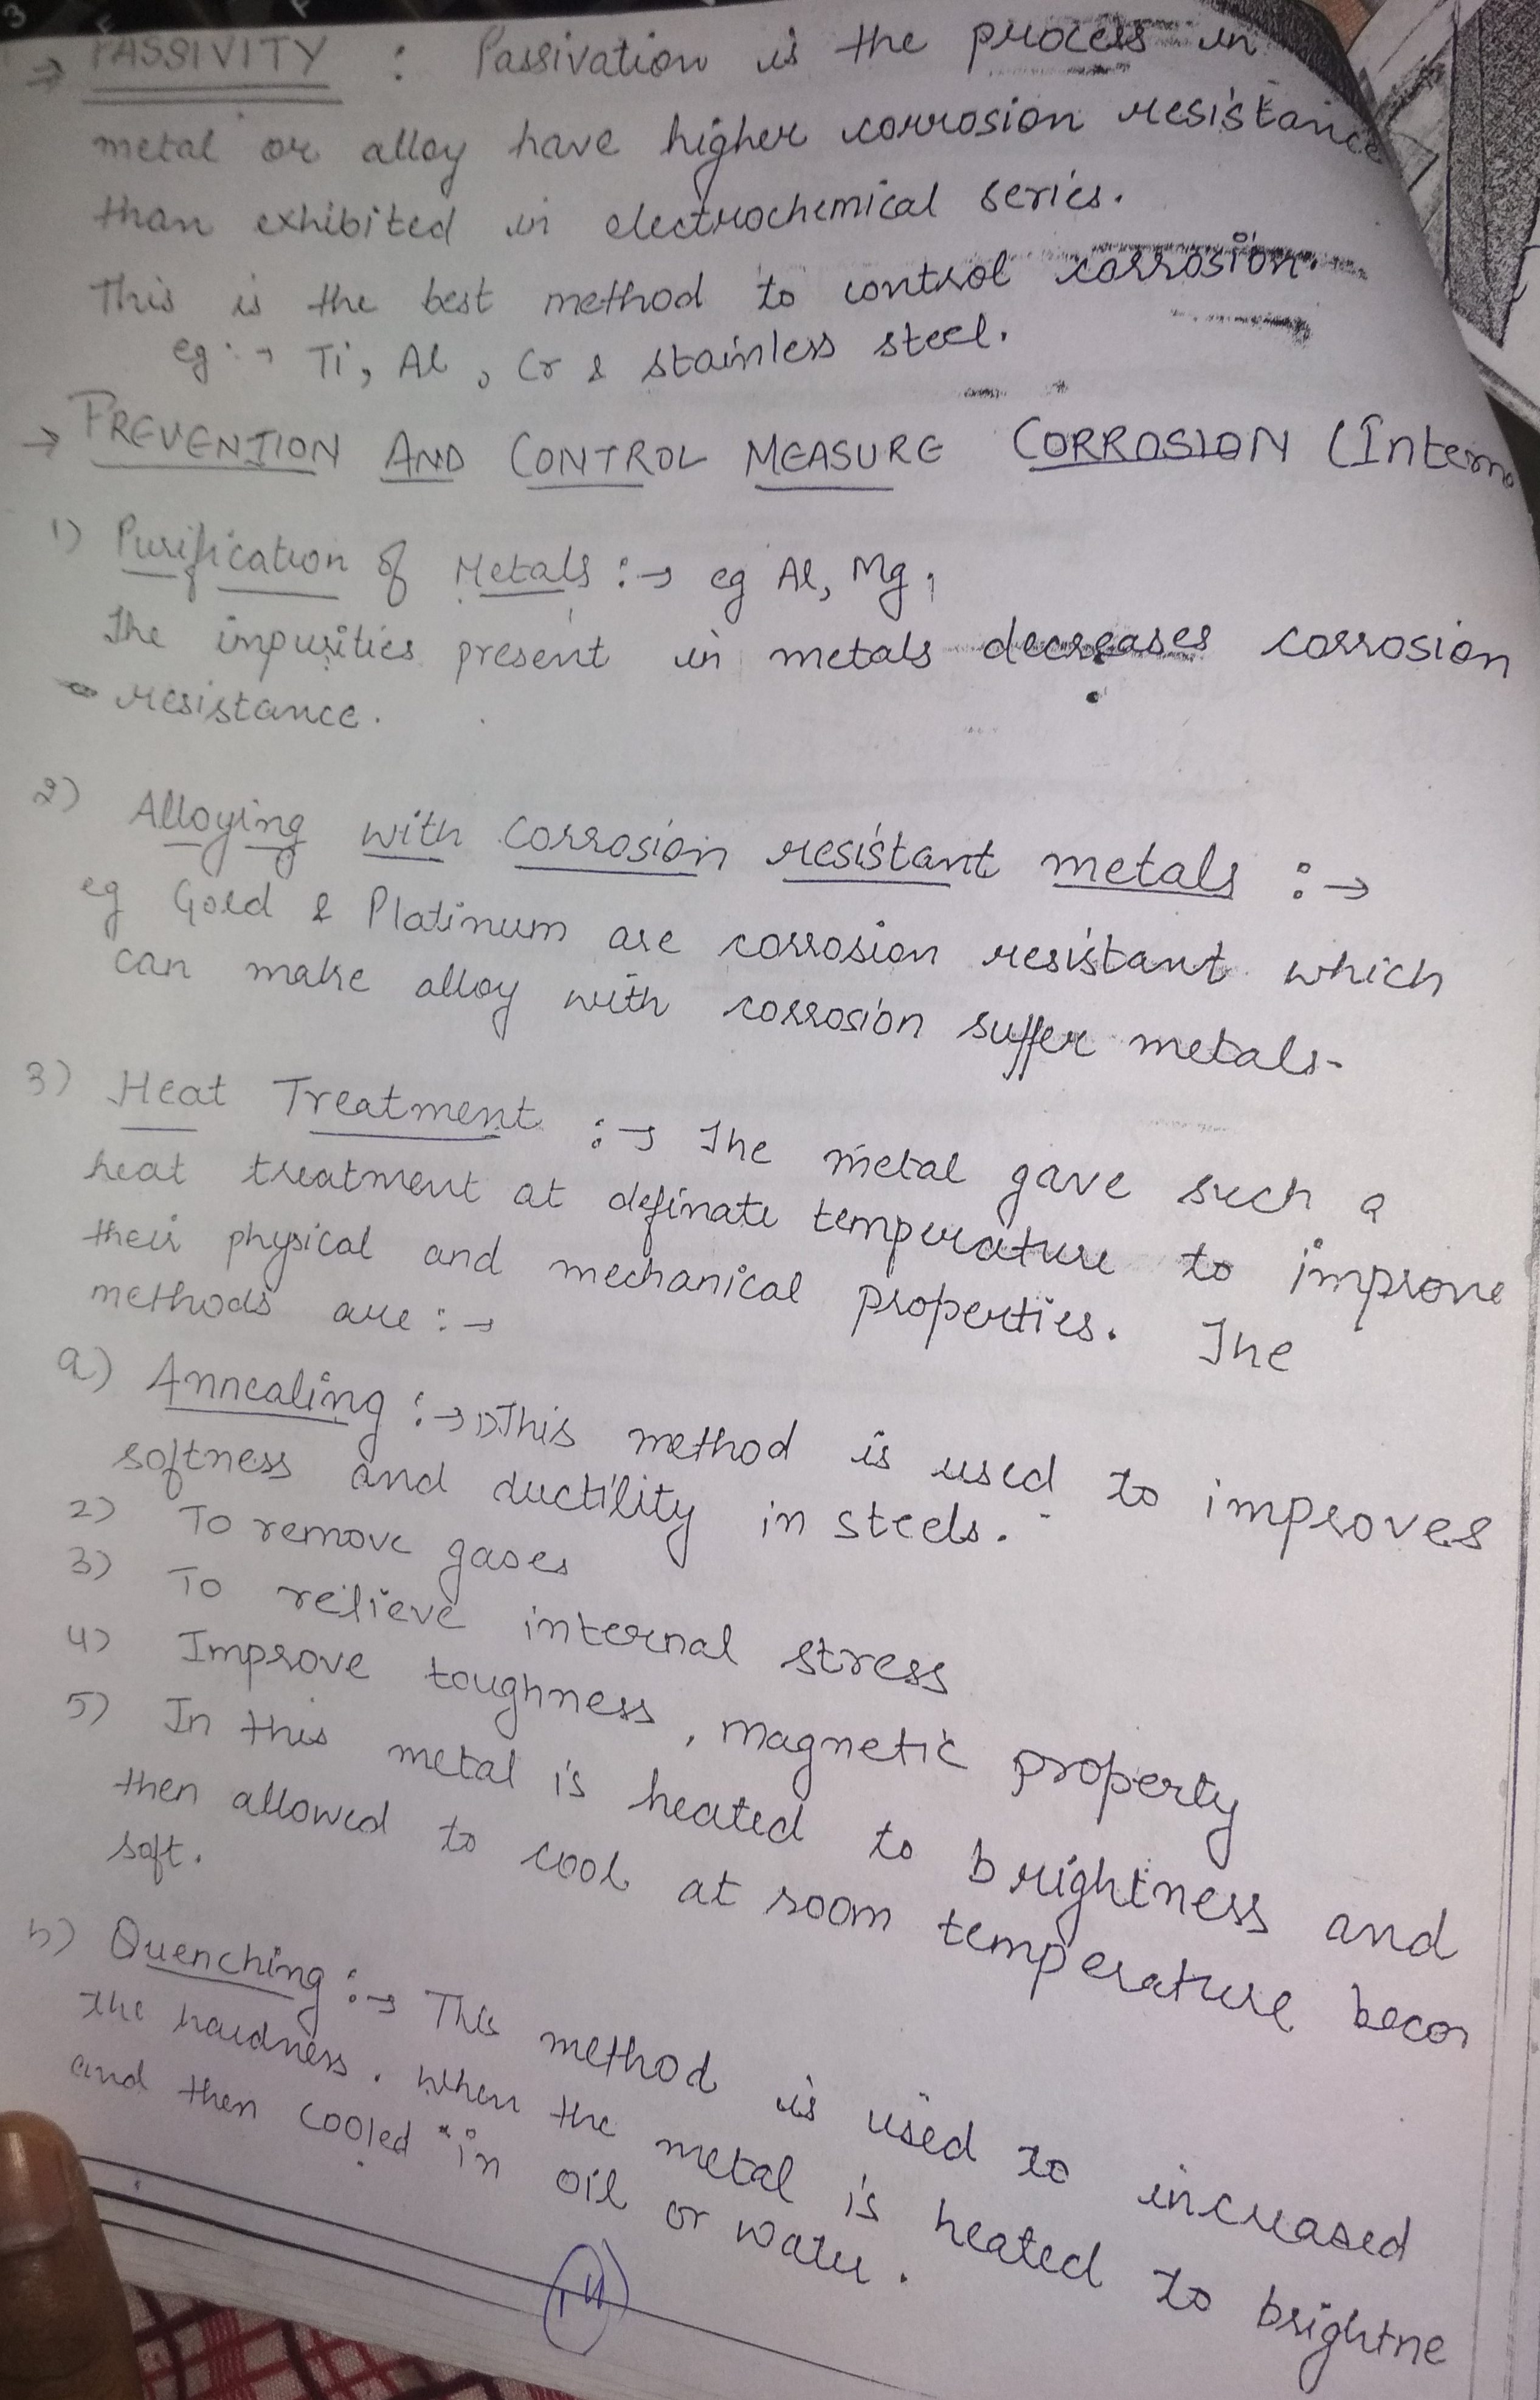 → PASSIVITY : Passivation is the process in
metal or alloy have higher corrosion resistance
than exhibited in electrochemical series.
This is the best method to control corrosion.
eg :→ Ti, Al, Cr & stainless steel.
→ PREVENTION AND CONTROL MEASURE CORROSION (Intern
1) Purification of Metals :→ eg Al, Mg,
The impurities present in metals decreases corrosion
resistance.
2) Alloying with corrosion resistant metals :→
eg Gold & Platinum are corrosion resistant which
can make alloy with corrosion suffer metals.
3) Heat Treatment :→ The metal gave such a
heat treatment at definate temperature to improve
their physical and mechanical properties. The
methods are :→
a) Annealing :→ 1) This method is used to improves
softness and ductility in steels.
2) To remove gases
3) To relieve internal stress
4) Improve toughness, magnetic property
5) In this metal is heated to brightness and
then allowed to cool at room temperature becom
soft.
b) Quenching :→ This method is used to increased
the hardness. When the metal is heated to brightne
and then cooled in oil or water.
14